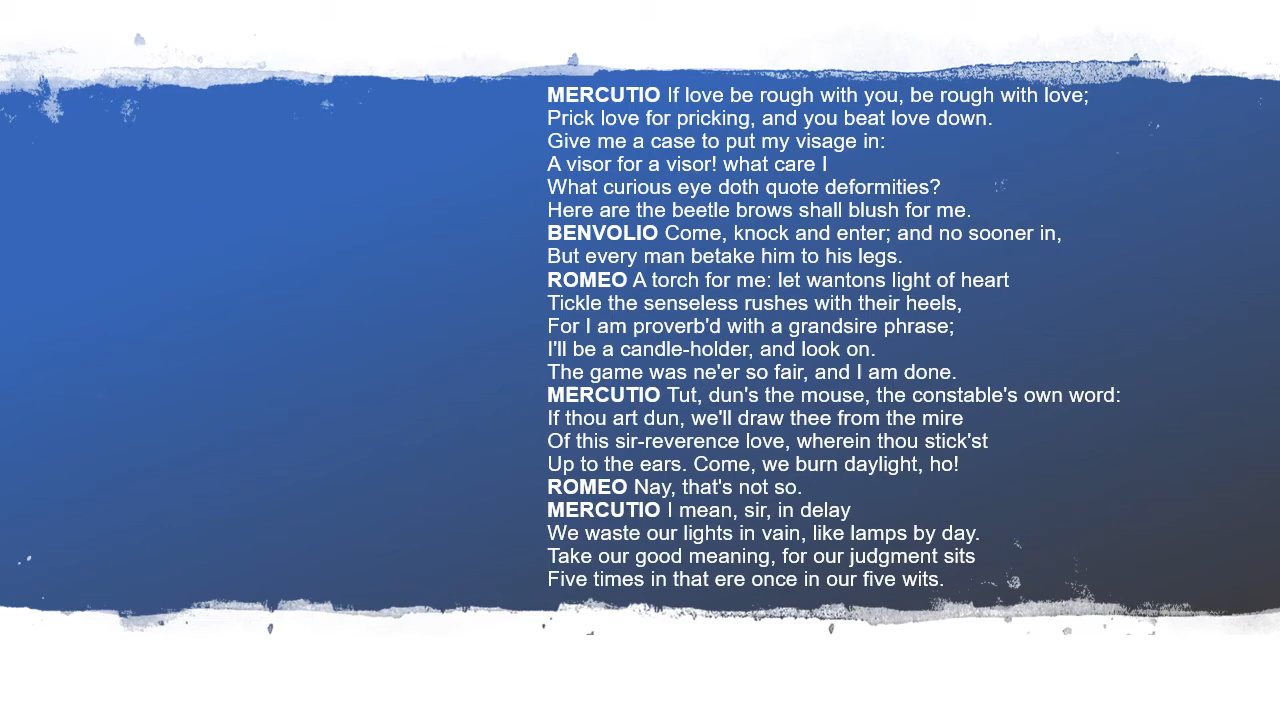 MERCUTIO If love be rough with you, be rough with love;
Prick love for pricking, and you beat love down.
Give me a case to put my visage in:
A visor for a visor! what care I
What curious eye doth quote deformities?
Here are the beetle brows shall blush for me.
BENVOLIO Come, knock and enter; and no sooner in,
But every man betake him to his legs.
ROMEO A torch for me: let wantons light of heart
Tickle the senseless rushes with their heels,
For I am proverb'd with a grandsire phrase;
I'll be a candle-holder, and look on.
The game was ne'er so fair, and I am done.
MERCUTIO Tut, dun's the mouse, the constable's own word:
If thou art dun, we'll draw thee from the mire
Of this sir-reverence love, wherein thou stick'st
Up to the ears. Come, we burn daylight, ho!
ROMEO Nay, that's not so.
MERCUTIO I mean, sir, in delay
We waste our lights in vain, like lamps by day.
Take our good meaning, for our judgment sits
Five times in that ere once in our five wits.